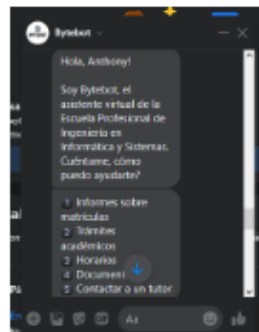 Bytebot
Hola, Anthony!
Soy Bytebot, el
asistente virtual de la
Escuela Profesional de
Ingeniería en
Informática y Sistemas.
Cuéntame, cómo
puedo ayudarte?
1 Informes sobre
matrículas
2 Trámites
académicos
3 Horarios
4 Documen
5 Contactar a un tutor
Aa